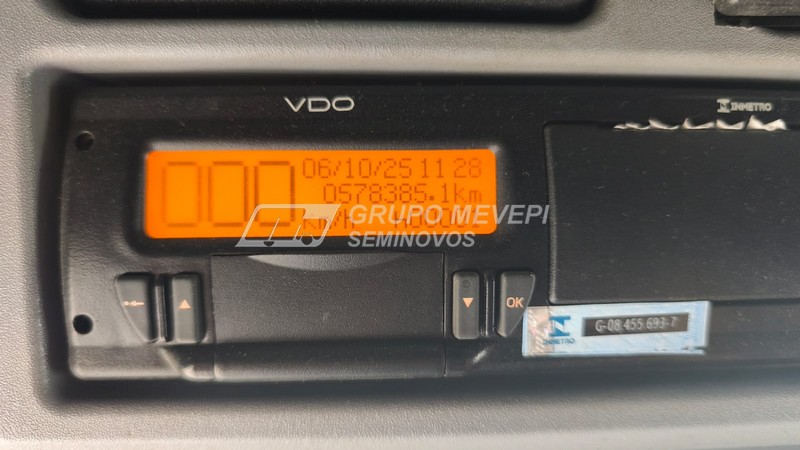 VDO
INMETRO
000
06/10/25 11 28
0578385.1km
km/h
GRUPO MEVEPI
SEMINOVOS
OK
INMETRO
G-08 455 693-7